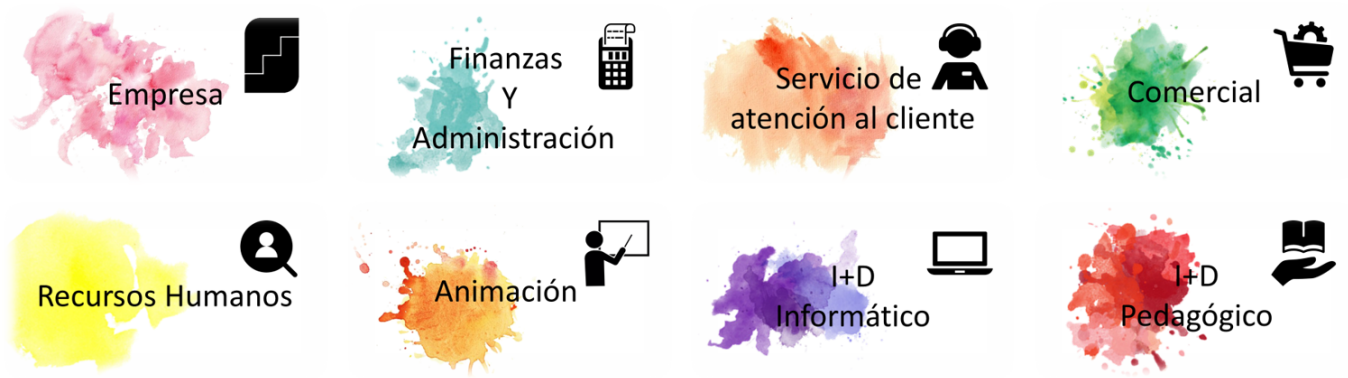 Empresa
Finanzas
Y
Administración
Servicio de
atención al cliente
Comercial
Recursos Humanos
Animación
I+D
Informático
I+D
Pedagógico